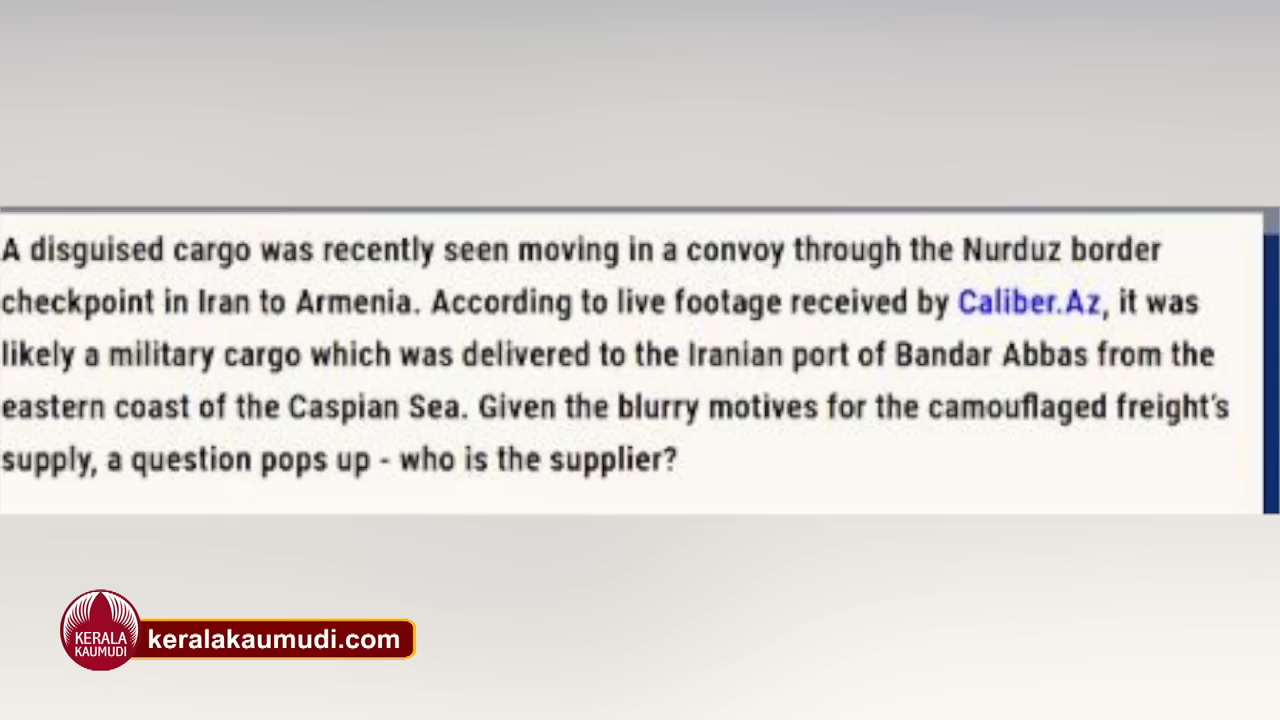 A disguised cargo was recently seen moving in a convoy through the Nurduz border
checkpoint in Iran to Armenia. According to live footage received by Caliber.Az, it was
likely a military cargo which was delivered to the Iranian port of Bandar Abbas from the
eastern coast of the Caspian Sea. Given the blurry motives for the camouflaged freight's
supply, a question pops up - who is the supplier?
KERALA
KAUMUDI
keralakaumudi.com